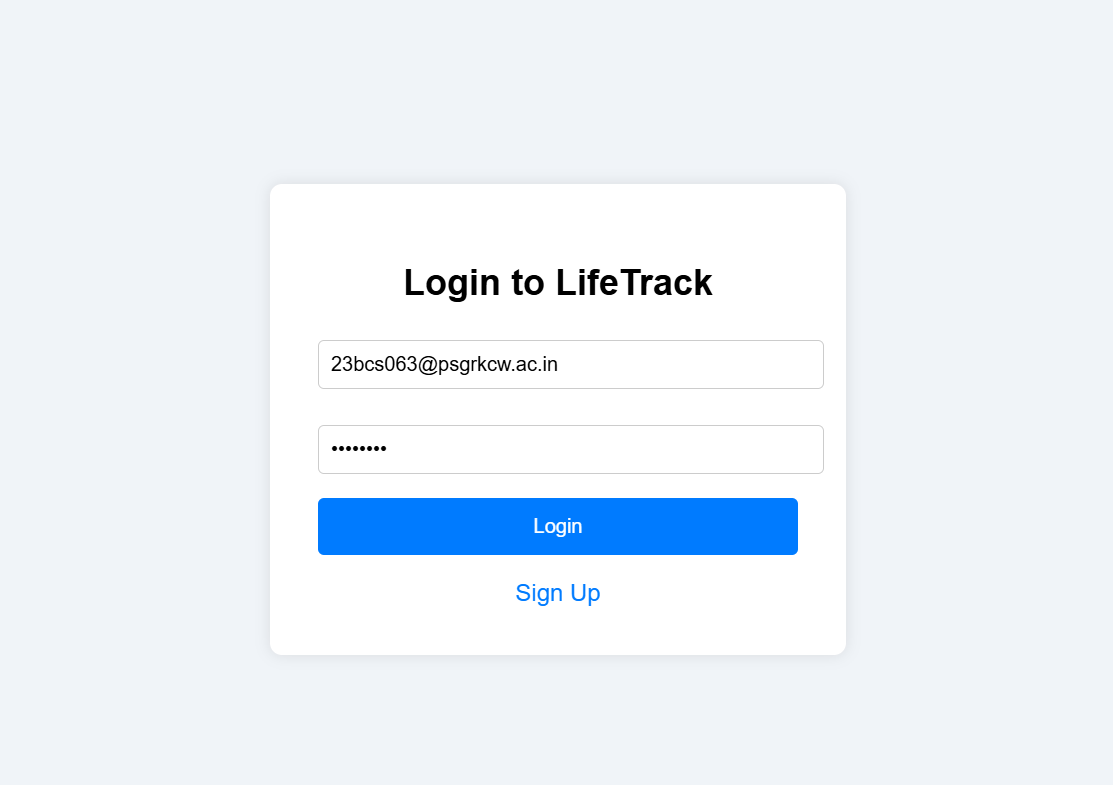 Login to LifeTrack
23bcs063@psgrkcw.ac.in
••••••••
Login
Sign Up